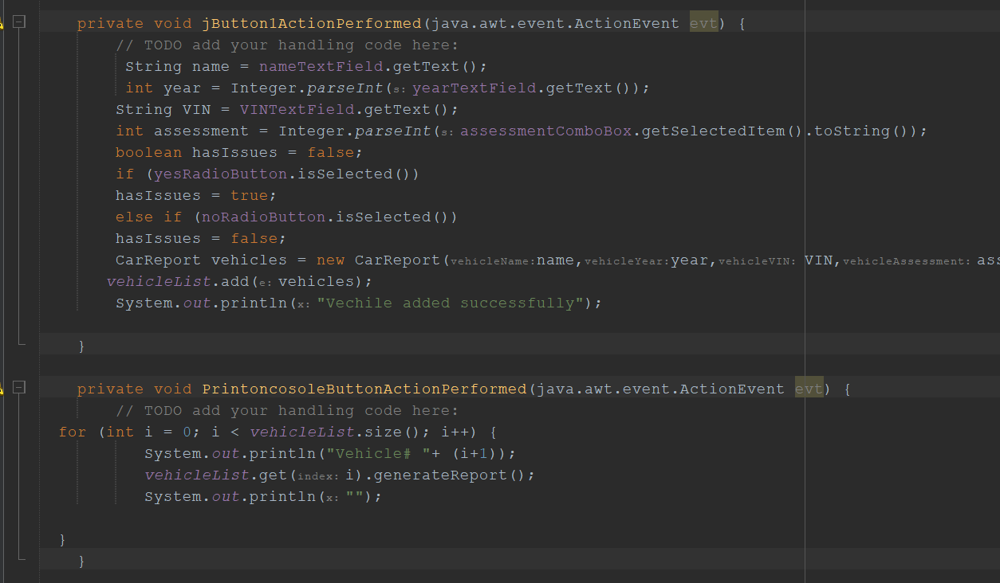 private void jButton1ActionPerformed(java.awt.event.ActionEvent evt) {
// TODO add your handling code here:
String name = nameTextField.getText();
int year = Integer.parseInt(s: yearTextField.getText());
String VIN = VINTextField.getText();
int assessment = Integer.parseInt(s: assessmentComboBox.getSelectedItem().toString());
boolean hasIssues = false;
if (yesRadioButton.isSelected())
hasIssues = true;
else if (noRadioButton.isSelected())
hasIssues = false;
CarReport vehicles = new CarReport(vehicleName: name, vehicleYear: year, vehicleVIN: VIN, vehicleAssessment: ass
vehicleList.add(e: vehicles);
System.out.println(x: "Vechile added successfully");
}
private void PrintoncosoleButtonActionPerformed(java.awt.event.ActionEvent evt) {
// TODO add your handling code here:
for (int i = 0; i < vehicleList.size(); i++) {
System.out.println("Vehicle# "+ (i+1));
vehicleList.get(index: i).generateReport();
System.out.println(x: "");
}
}